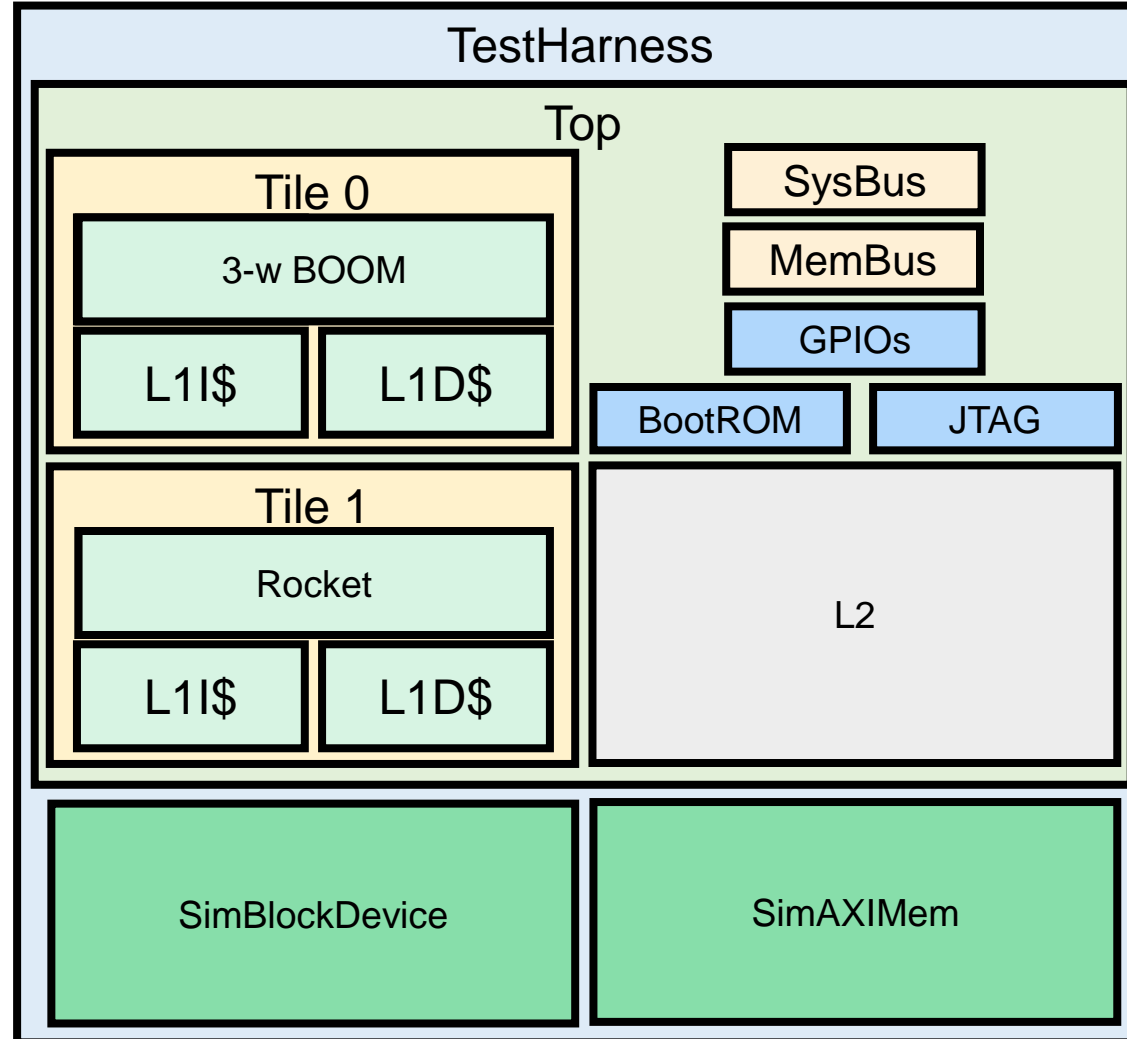 TestHarness
Top
Tile 0
3-w BOOM
L1I$
L1D$
SysBus
MemBus
GPIOs
BootROM
JTAG
Tile 1
Rocket
L1I$
L1D$
L2
SimBlockDevice
SimAXIMem